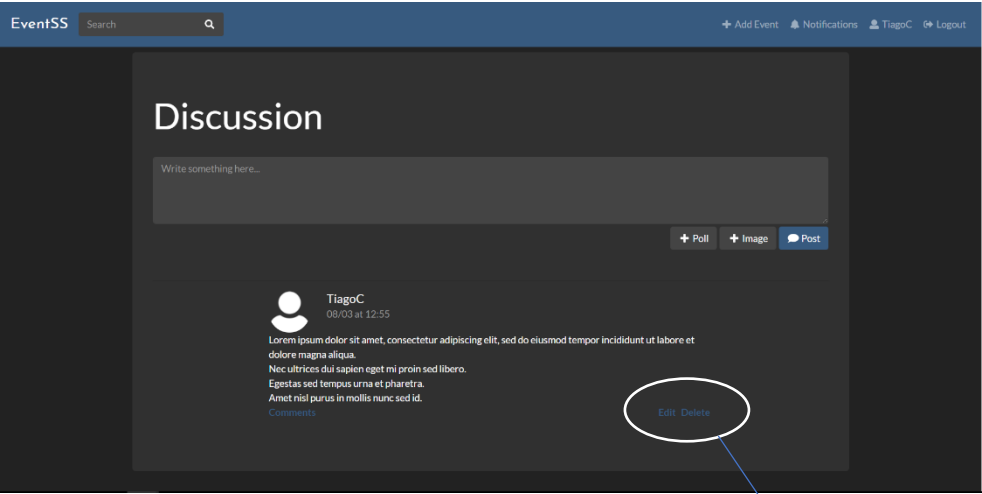 EventSS Search Add Event Notifications TiagoC Logout
Discussion
Write something here...
Poll Image Post
TiagoC
08/03 at 12:55
Lorem ipsum dolor sit amet, consectetur adipiscing elit, sed do eiusmod tempor incididunt ut labore et
dolore magna aliqua.
Nec ultrices dui sapien eget mi proin sed libero.
Egestas sed tempus urna et pharetra.
Amet nisl purus in mollis nunc sed id.
Comments Edit Delete